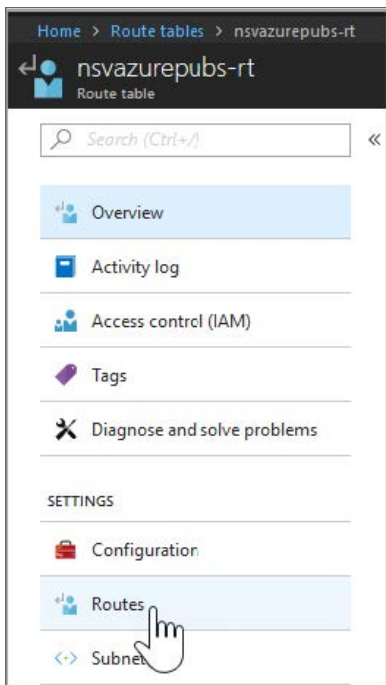 Home > Route tables > nsvazurepubs-rt
nsvazurepubs-rt
Route table
Search (Ctrl+/)
«
Overview
Activity log
Access control (IAM)
Tags
Diagnose and solve problems
SETTINGS
Configuration
Routes
Subne